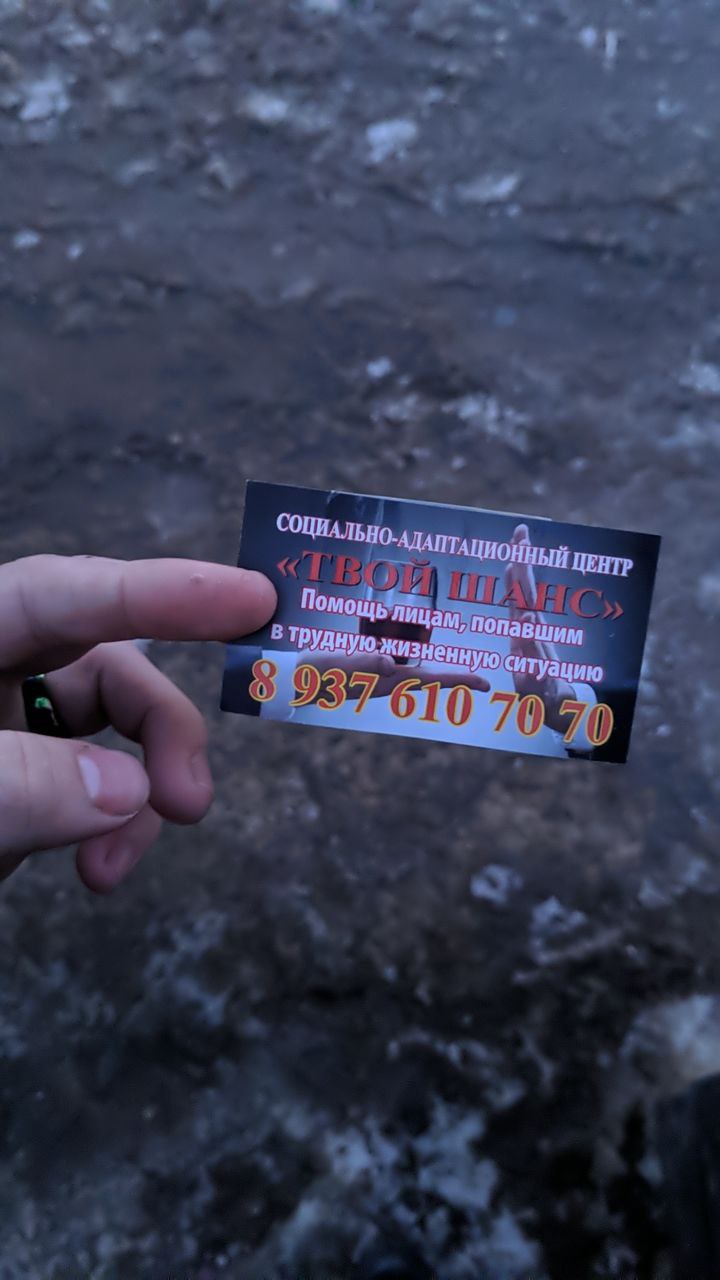 СОЦИАЛЬНО-АДАПТАЦИОННЫЙ ЦЕНТР
«ТВОЙ ШАНС»
Помощь лицам, попавшим
в трудную жизненную ситуацию
8 937 610 70 70